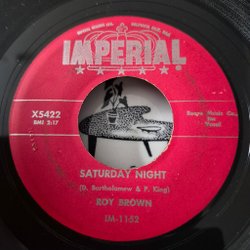 IMPERIAL
X5422
BMI 2:17
SATURDAY NIGHT
(D. Bartholomew & P. King)
ROY BROWN
IM-1152